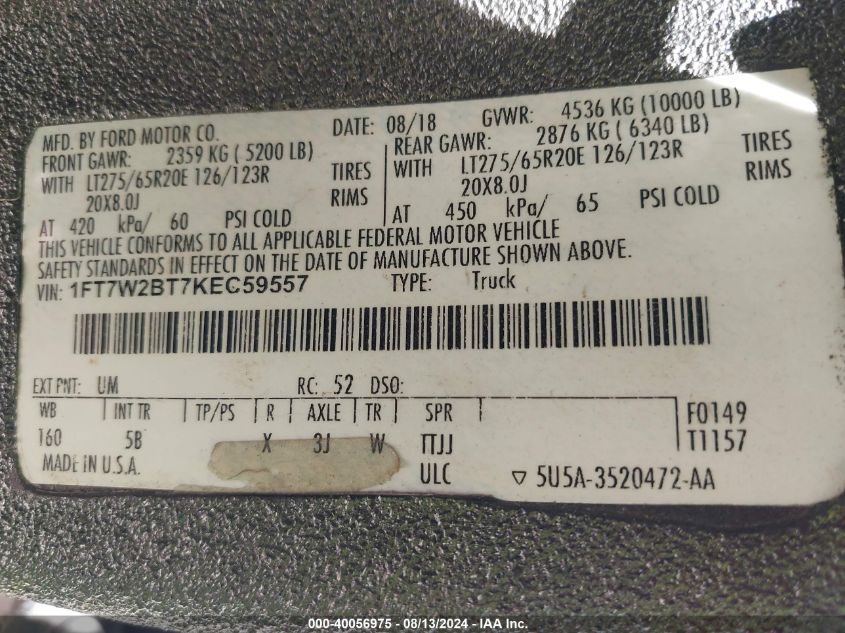 MFD. BY FORD MOTOR CO. DATE: 08/18 GVWR: 4536 KG (10000 LB)
FRONT GAWR: 2359 KG ( 5200 LB) REAR GAWR: 2876 KG ( 6340 LB)
WITH LT275/65R20E 126/123R TIRES WITH LT275/65R20E 126/123R TIRES
20X8.0J RIMS 20X8.0J RIMS
AT 420 kPa/ 60 PSI COLD AT 450 kPa/ 65 PSI COLD
THIS VEHICLE CONFORMS TO ALL APPLICABLE FEDERAL MOTOR VEHICLE
SAFETY STANDARDS IN EFFECT ON THE DATE OF MANUFACTURE SHOWN ABOVE.
VIN: 1FT7W2BT7KEC59557 TYPE: Truck
EXT PNT: UM RC: 52 DSO:
WB INT TR TP/PS R AXLE TR SPR F0149
160 5B X 3J W TTJJ T1157
MADE IN U.S.A. ULC 5U5A-3520472-AA
000-40056975 - 08/13/2024 - IAA Inc.